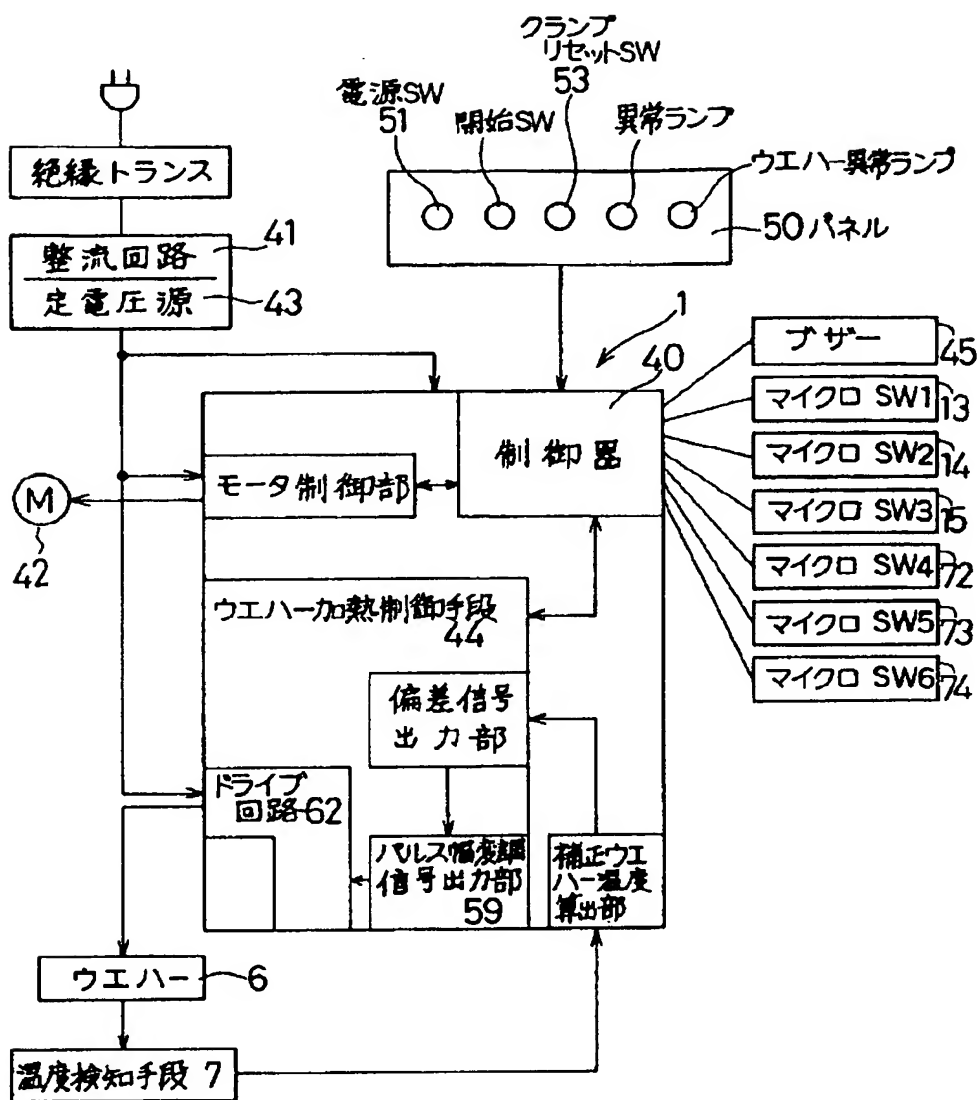 クランプ
リセットSW
53
電源SW
51
開始SW
異常ランプ
ウエハー異常ランプ
50パネル
絶縁トランス
整流回路
41
定電圧源
43
1
40
制御器
モータ制御部
M
42
ブザー
45
マイクロ SW1
13
マイクロ SW2
14
マイクロ SW3
15
マイクロ SW4
72
マイクロ SW5
73
マイクロ SW6
74
ウエハー加熱制御手段
44
偏差信号
出力部
ドライブ
回路62
パルス幅変調
信号出力部
59
補正ウエ
ハー温度
算出部
ウエハー
6
温度検知手段 7